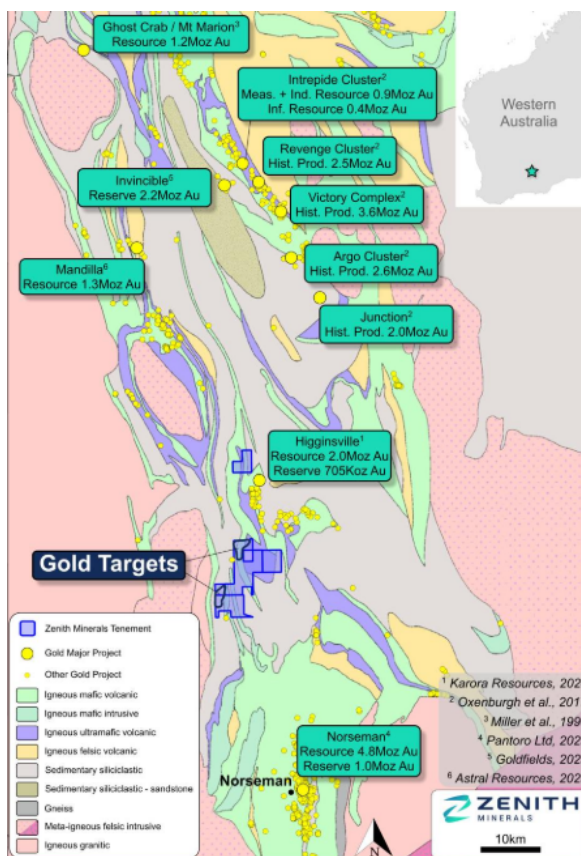 Ghost Crab / Mt Marion³
Resource 1.2Moz Au
Intrepide Cluster²
Meas. + Ind. Resource 0.9Moz Au
Inf. Resource 0.4Moz Au
Western
Australia
Revenge Cluster²
Hist. Prod. 2.5Moz Au
Invincible⁵
Reserve 2.2Moz Au
Victory Complex²
Hist. Prod. 3.6Moz Au
Argo Cluster²
Hist. Prod. 2.6Moz Au
Mandilla⁶
Resource 1.3Moz Au
Junction²
Hist. Prod. 2.0Moz Au
Higginsville¹
Resource 2.0Moz Au
Reserve 705Koz Au
Gold Targets
Zenith Minerals Tenement
Gold Major Project
Other Gold Project
Igneous mafic volcanic
Igneous mafic intrusive
Igneous ultramafic volcanic
Igneous felsic volcanic
Sedimentary siliciclastic
Sedimentary siliciclastic - sandstone
Gneiss
Meta-igneous felsic intrusive
Igneous granitic
Norseman⁴
Resource 4.8Moz Au
Reserve 1.0Moz Au
Norseman
¹ Karora Resources, 202
² Oxenburgh et al., 201
³ Miller et al., 199
⁴ Pantoro Ltd, 202
⁵ Goldfields, 202
⁶ Astral Resources, 202
ZENITH
MINERALS
N
10km